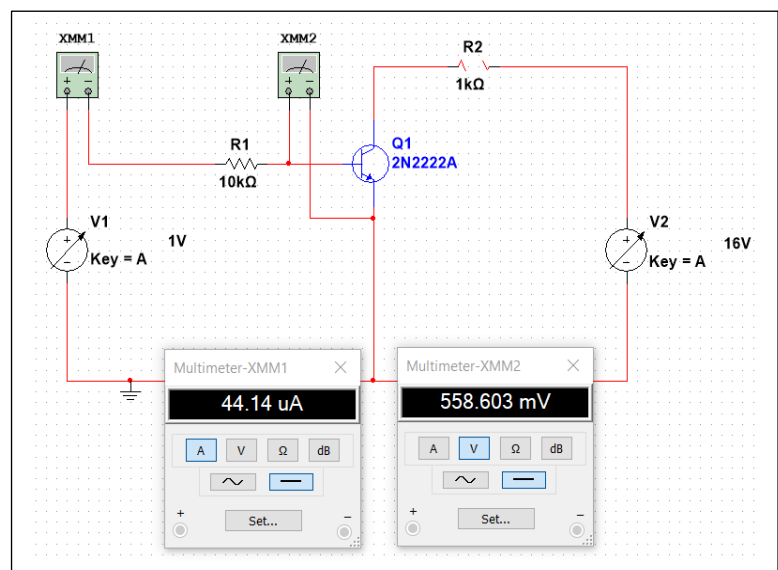 XMM1
XMM2
R2
1kΩ
R1
10kΩ
Q1
2N2222A
V1
1V
Key = A
V2
16V
Key = A
Multimeter-XMM1
44.14 uA
A V Ω dB
+ Set... −
Multimeter-XMM2
558.603 mV
A V Ω dB
+ Set... −